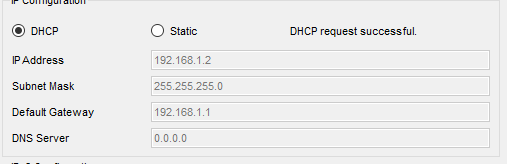 IP Configuration
DHCP Static DHCP request successful.
IP Address 192.168.1.2
Subnet Mask 255.255.255.0
Default Gateway 192.168.1.1
DNS Server 0.0.0.0